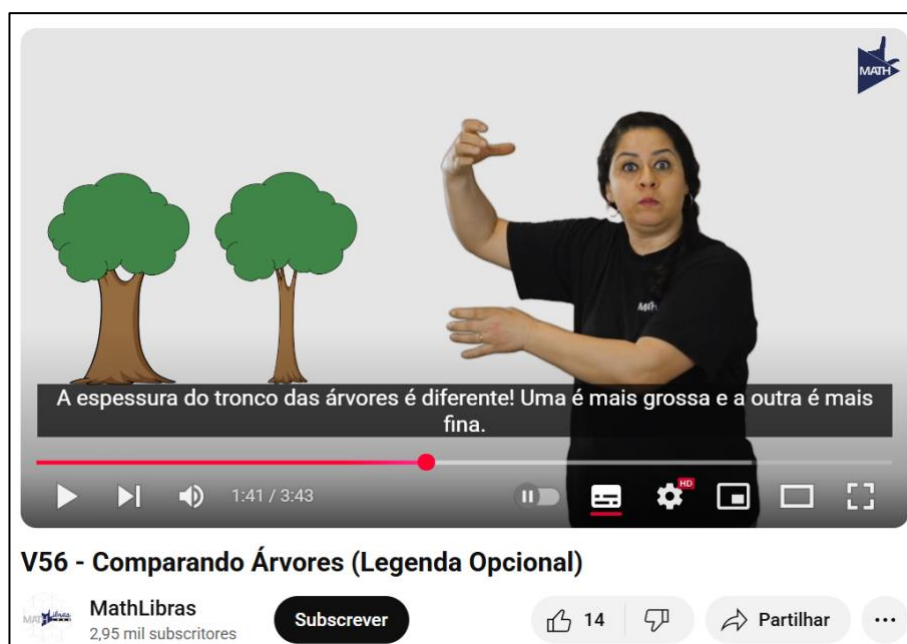 MATH
A espessura do tronco das árvores é diferente! Uma é mais grossa e a outra é mais
fina.
1:41 / 3:43
HD
V56 - Comparando Árvores (Legenda Opcional)
MathLibras
2,95 mil subscritores
Subscrever
14
Partilhar